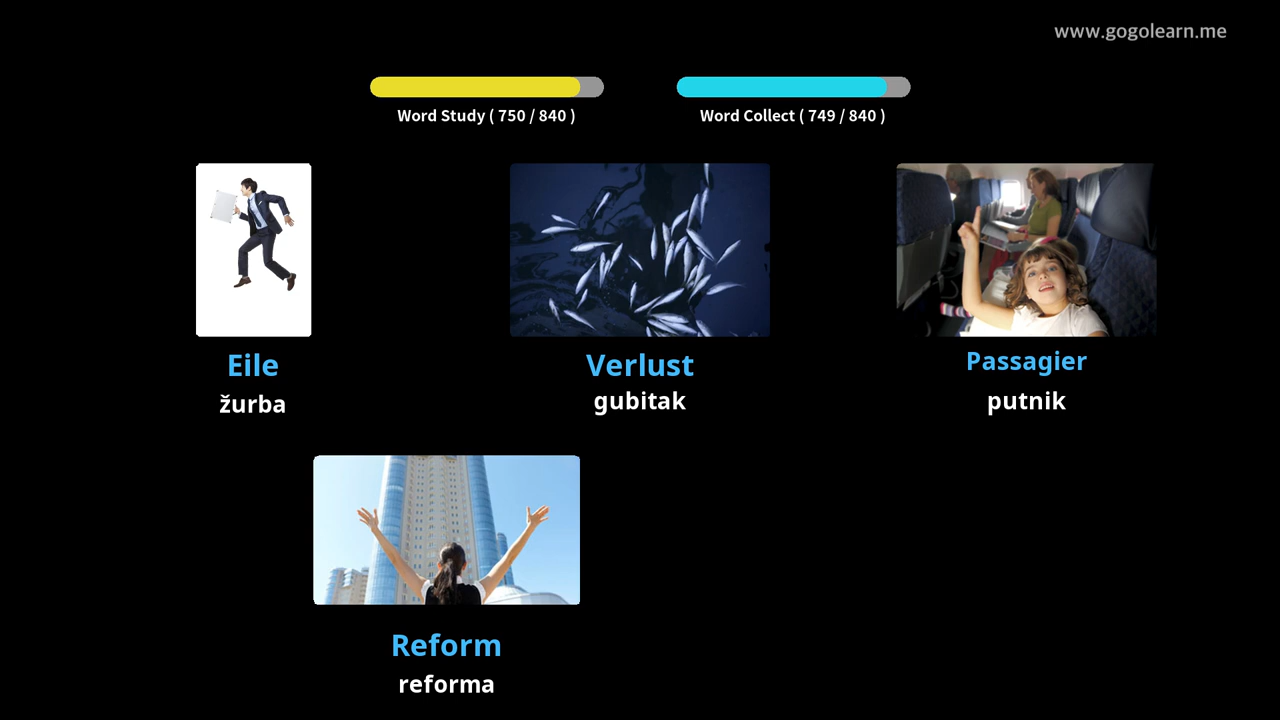 www.gogolearn.me
Word Study ( 750 / 840 )
Word Collect ( 749 / 840 )
Eile
žurba
Verlust
gubitak
Passagier
putnik
Reform
reforma